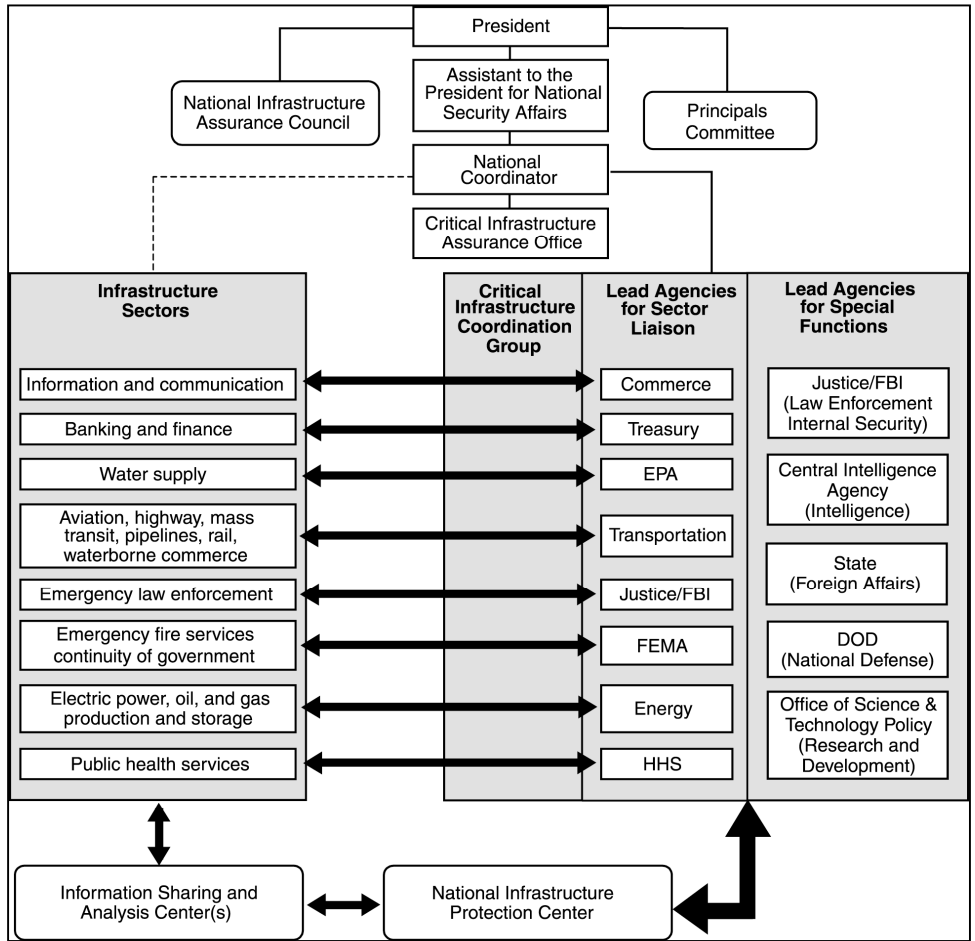 President
National Infrastructure
Assurance Council
Assistant to the
President for National
Security Affairs
Principals
Committee
National
Coordinator
Critical Infrastructure
Assurance Office
Infrastructure
Sectors
Critical
Infrastructure
Coordination
Group
Lead Agencies
for Sector
Liaison
Lead Agencies
for Special
Functions
Information and communication
Commerce
Banking and finance
Treasury
Water supply
EPA
Aviation, highway, mass
transit, pipelines, rail,
waterborne commerce
Transportation
Emergency law enforcement
Justice/FBI
Emergency fire services
continuity of government
FEMA
Electric power, oil, and gas
production and storage
Energy
Public health services
HHS
Justice/FBI
(Law Enforcement
Internal Security)
Central Intelligence
Agency
(Intelligence)
State
(Foreign Affairs)
DOD
(National Defense)
Office of Science &
Technology Policy
(Research and
Development)
Information Sharing and
Analysis Center(s)
National Infrastructure
Protection Center